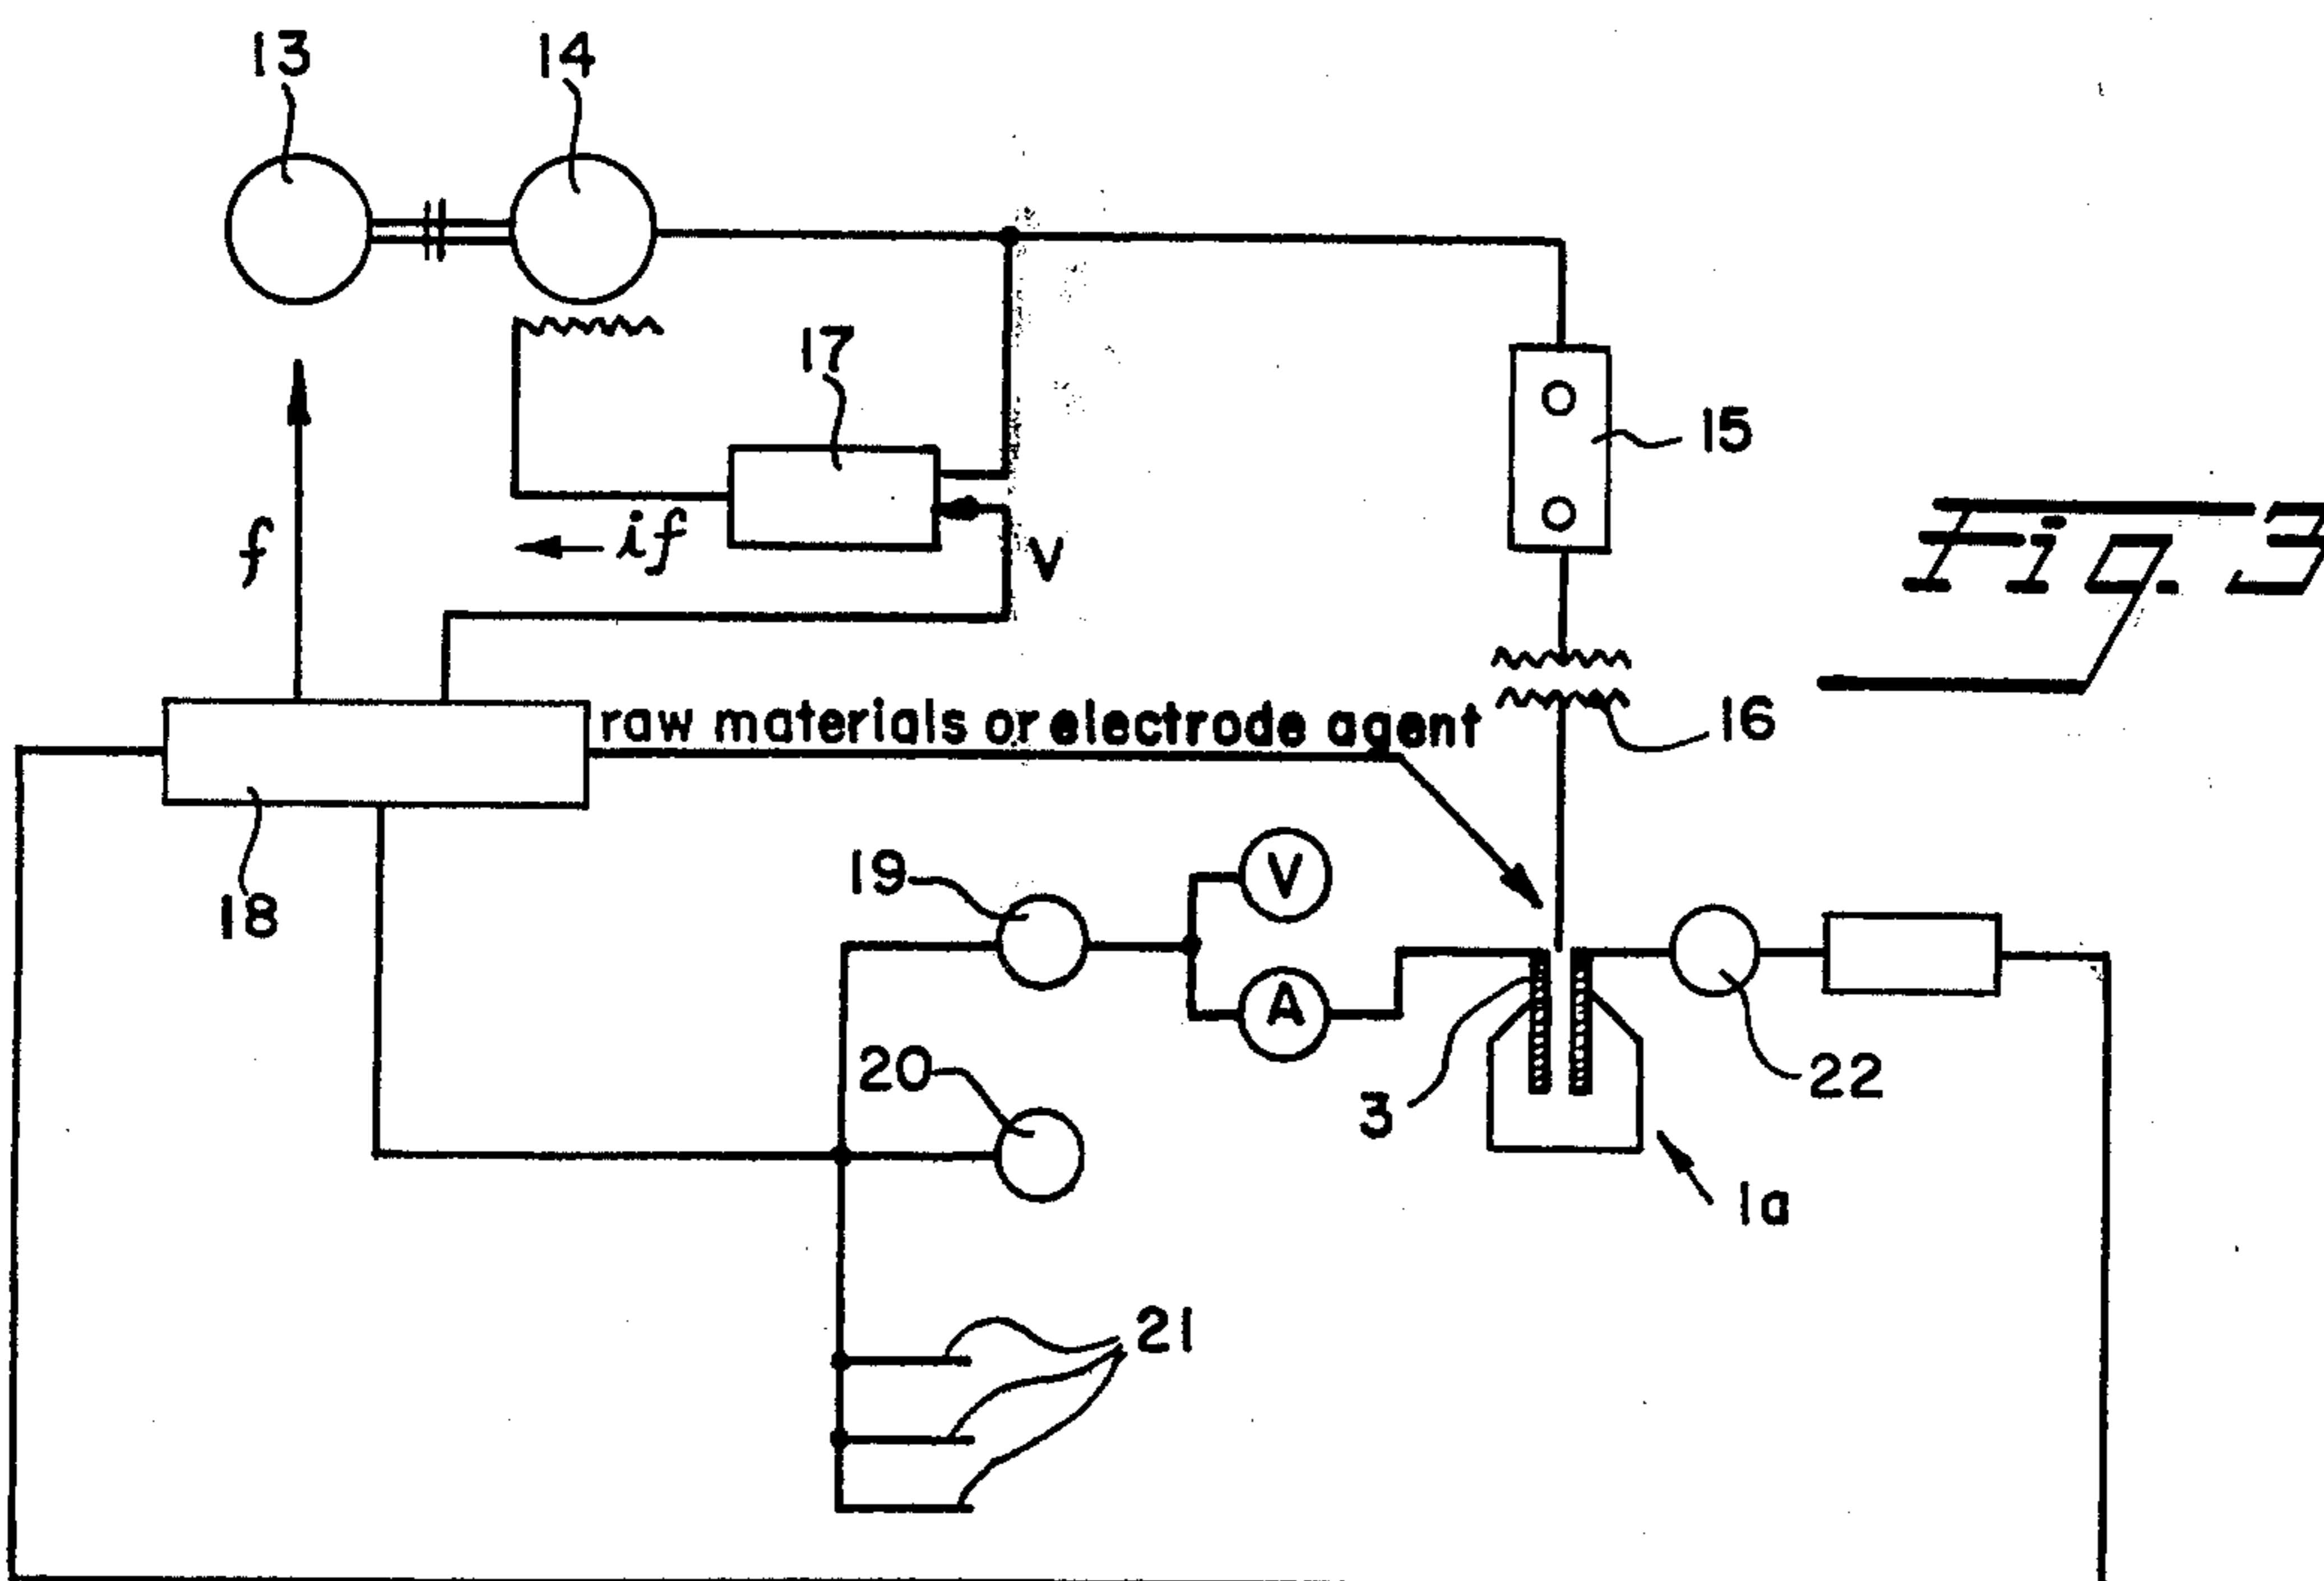 13
14
17
15
Fig. 3
f
if
V
16
raw materials or electrode agent
18
19
V
A
20
3
22
1a
21